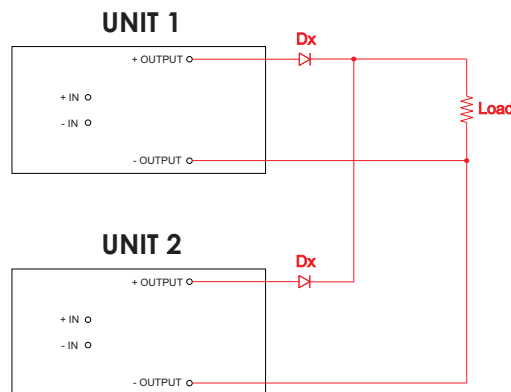 UNIT 1
+ OUTPUT
Dx
+ IN
- IN
Load
- OUTPUT
UNIT 2
+ OUTPUT
Dx
+ IN
- IN
- OUTPUT